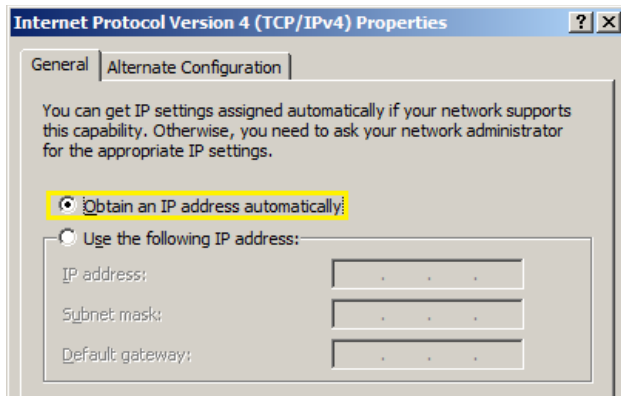 Internet Protocol Version 4 (TCP/IPv4) Properties
General
Alternate Configuration
You can get IP settings assigned automatically if your network supports
this capability. Otherwise, you need to ask your network administrator
for the appropriate IP settings.
Obtain an IP address automatically
Use the following IP address:
IP address:
Subnet mask:
Default gateway: